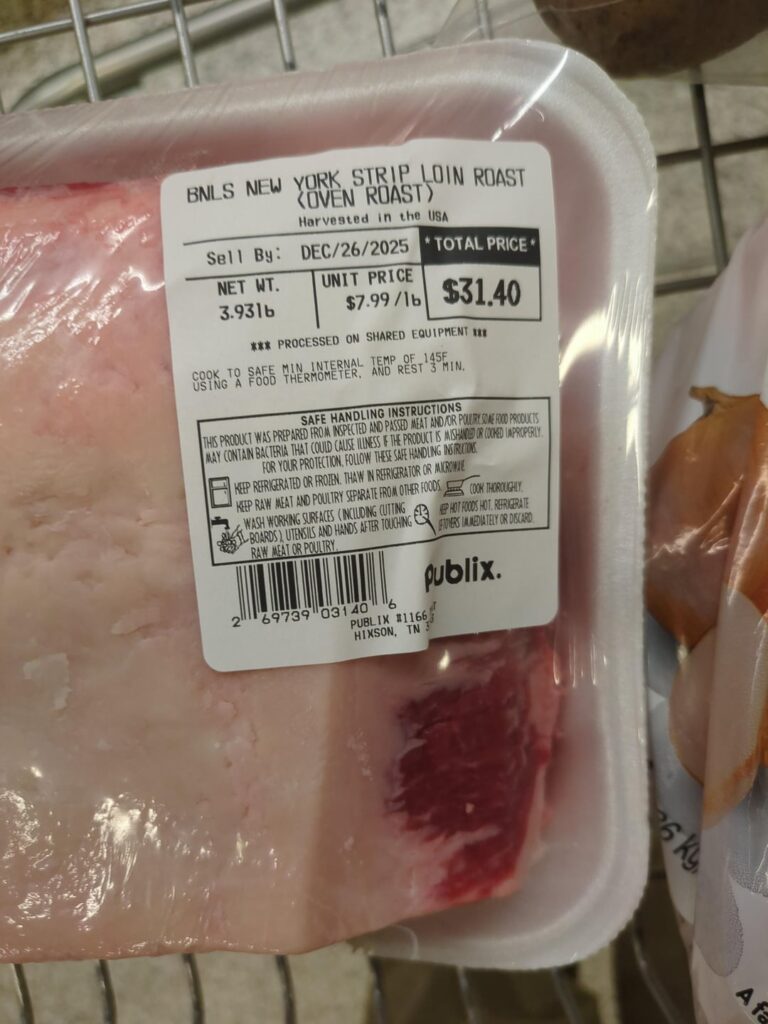 BNLS NEW YORK STRIP LOIN ROAST
(OVEN ROAST)
Harvested in the USA
Sell By: DEC/26/2025
* TOTAL PRICE *
NET WT.
3.93lb
UNIT PRICE
$7.99/lb
$31.40
*** PROCESSED ON SHARED EQUIPMENT ***
COOK TO SAFE MIN INTERNAL TEMP OF 145F
USING A FOOD THERMOMETER, AND REST 3 MIN.
SAFE HANDLING INSTRUCTIONS
THIS PRODUCT WAS PREPARED FROM INSPECTED AND PASSED MEAT AND/OR POULTRY. SOME FOOD PRODUCTS
MAY CONTAIN BACTERIA THAT COULD CAUSE ILLNESS IF THE PRODUCT IS MISHANDLED OR COOKED IMPROPERLY.
FOR YOUR PROTECTION, FOLLOW THESE SAFE HANDLING INSTRUCTIONS.
KEEP REFRIGERATED OR FROZEN. THAW IN REFRIGERATOR OR MICROWAVE.
KEEP RAW MEAT AND POULTRY SEPARATE FROM OTHER FOODS.
COOK THOROUGHLY.
WASH WORKING SURFACES (INCLUDING CUTTING
BOARDS), UTENSILS AND HANDS AFTER TOUCHING
RAW MEAT OR POULTRY.
KEEP HOT FOODS HOT. REFRIGERATE
LEFTOVERS IMMEDIATELY OR DISCARD.
2 69739 03140 6
Publix.
PUBLIX #1166
HIXSON, TN